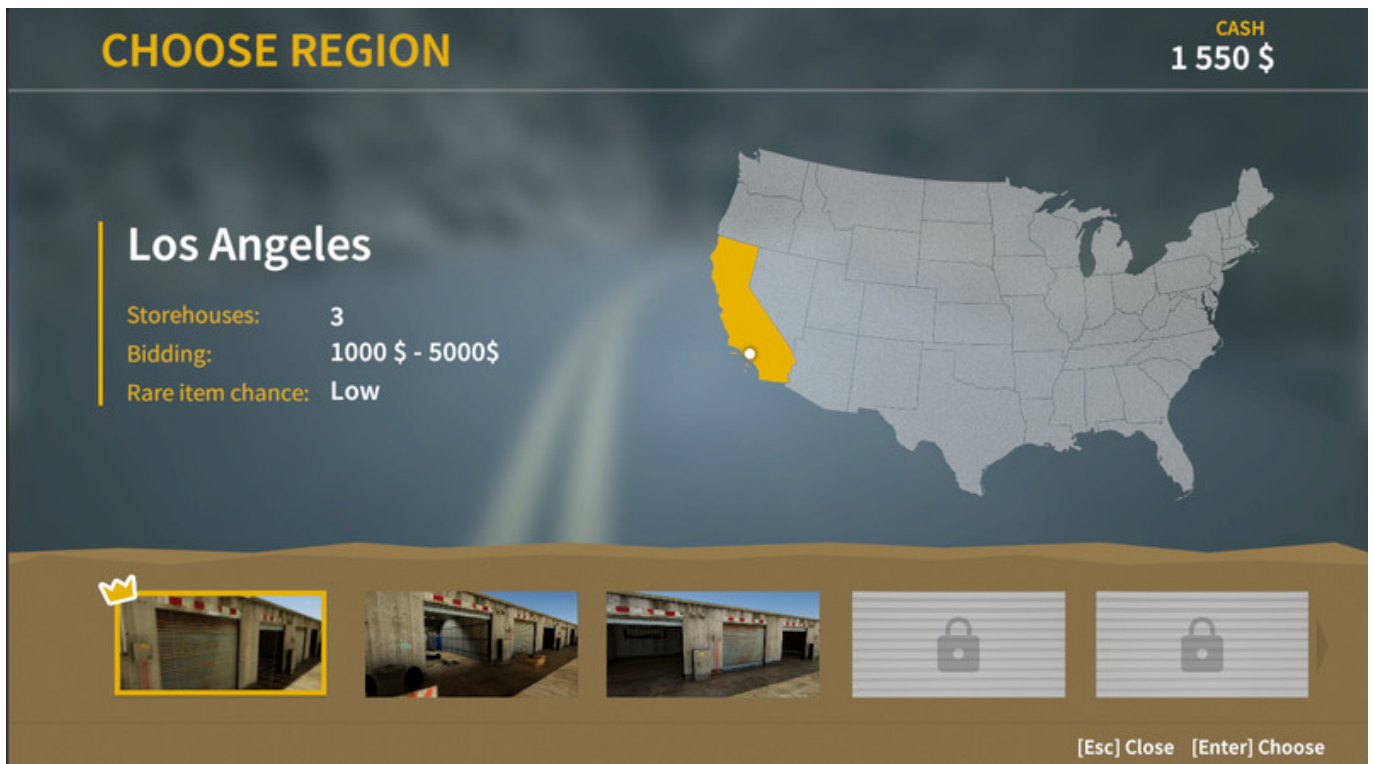 CHOOSE REGION
CASH
1 550 $
Los Angeles
Storehouses: 3
Bidding: 1000 $ - 5000$
Rare item chance: Low
[Esc] Close [Enter] Choose